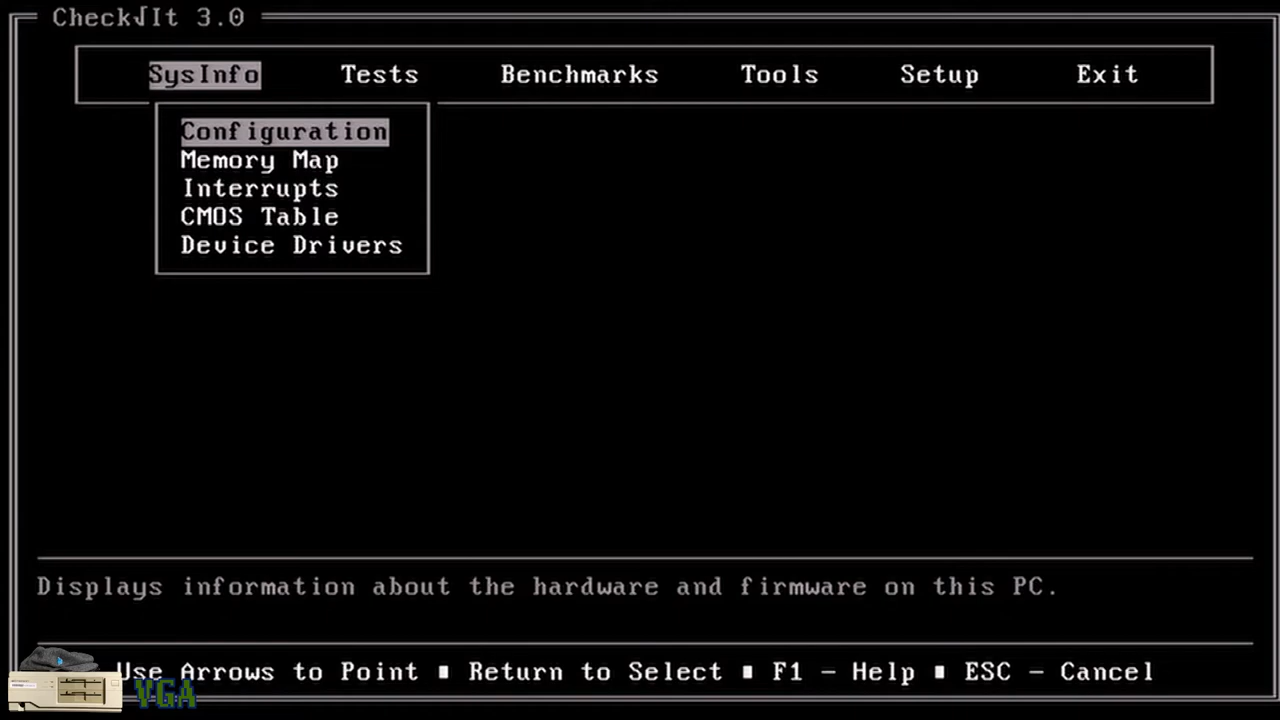 Check√It 3.0
SysInfo Tests Benchmarks Tools Setup Exit
Configuration
Memory Map
Interrupts
CMOS Table
Device Drivers
Displays information about the hardware and firmware on this PC.
Use Arrows to Point ▪ Return to Select ▪ F1 - Help ▪ ESC - Cancel
VGA